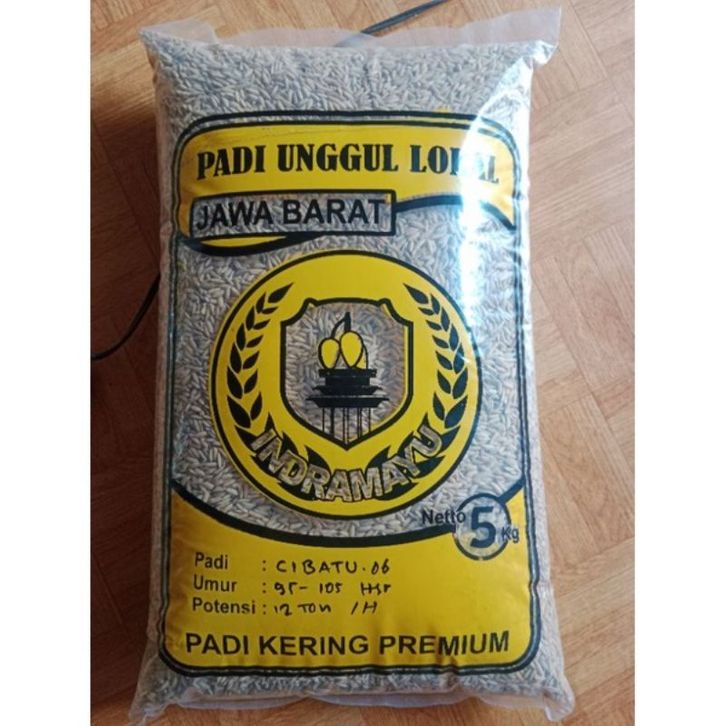 PADI UNGGUL LOKAL
JAWA BARAT
INDRAMAYU
Netto 5 Kg
Padi : CIBATU.06
Umur : 95-105 HSr
Potensi : 12 TON /H
PADI KERING PREMIUM